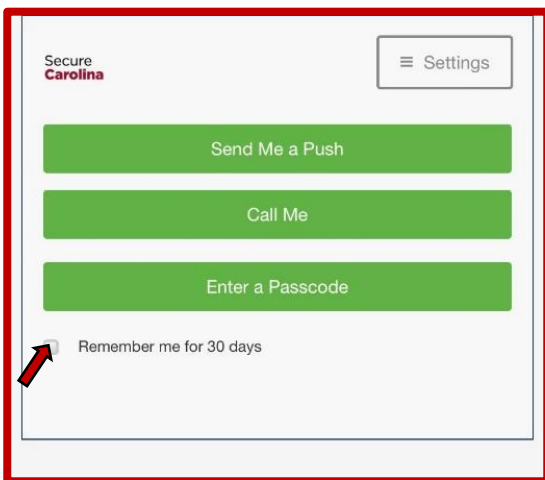 Secure
Carolina
≡ Settings
Send Me a Push
Call Me
Enter a Passcode
Remember me for 30 days